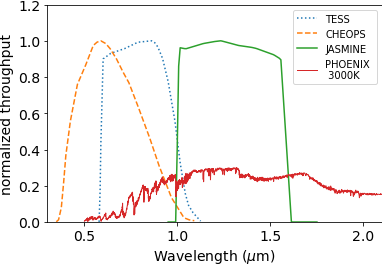 1.2
1.0
0.8
0.6
0.4
0.2
0.0
normalized throughput
TESS
CHEOPS
JASMINE
PHOENIX
3000K
0.5
1.0
1.5
2.0
Wavelength (μm)